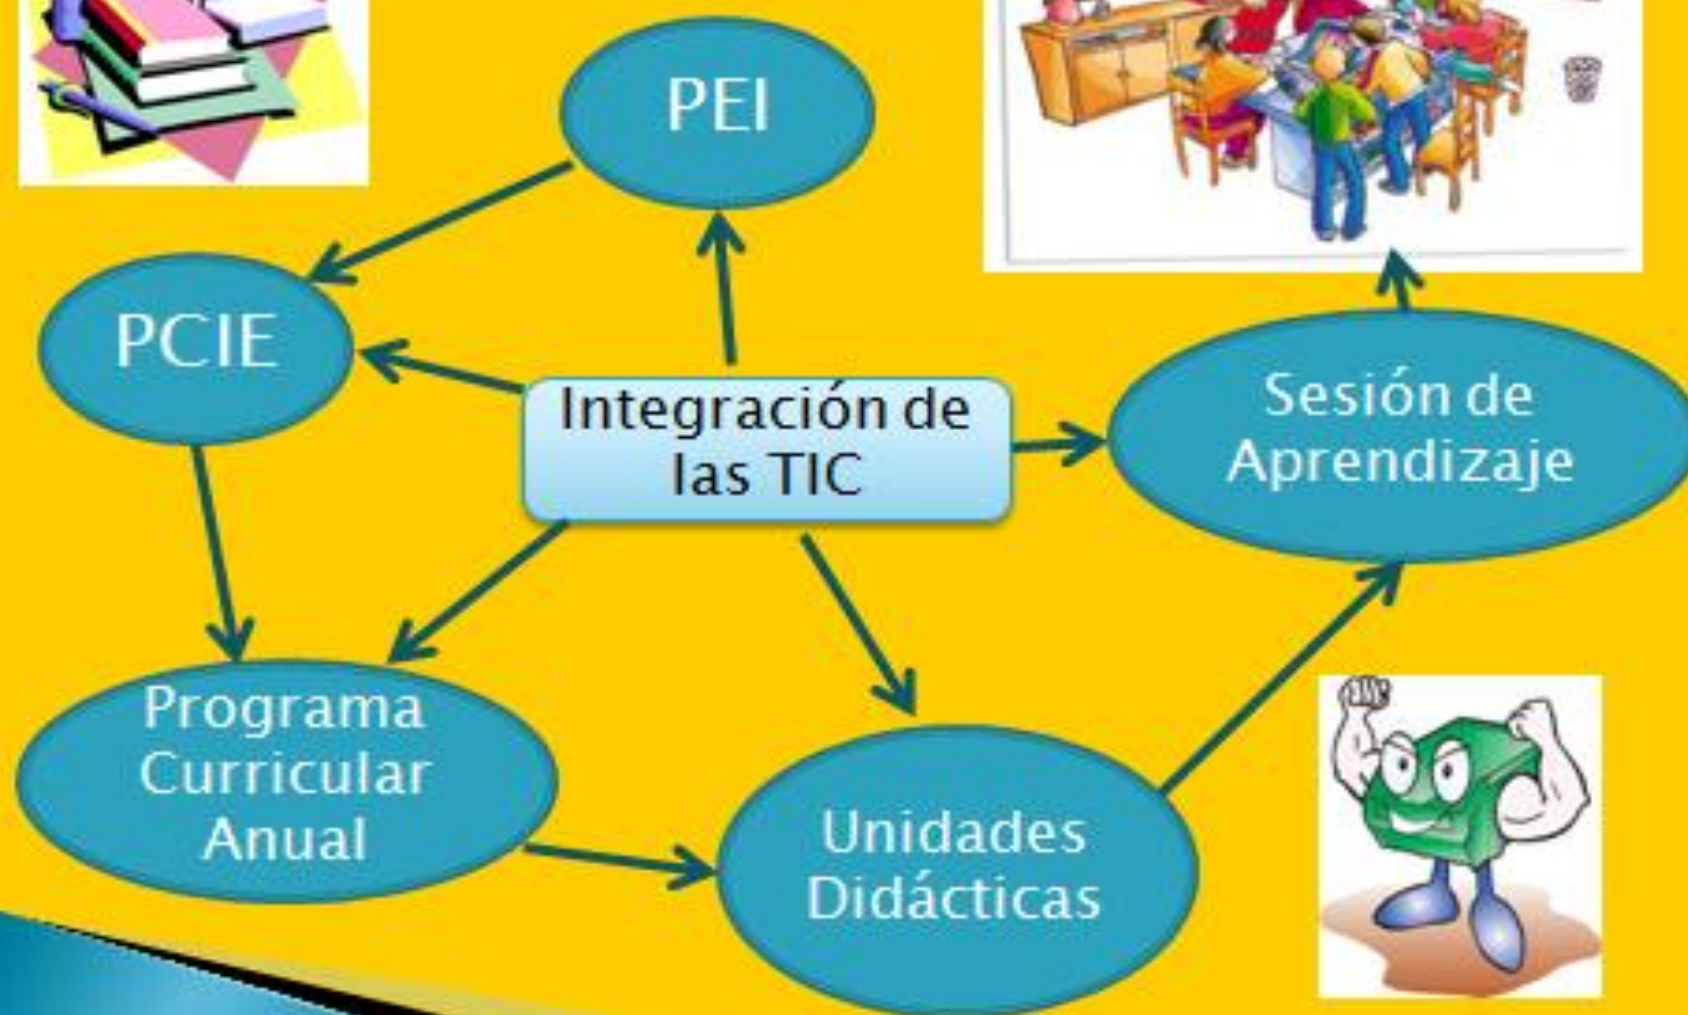 PEI
PCIE
Integración de
las TIC
Sesión de
Aprendizaje
Programa
Curricular
Anual
Unidades
Didácticas